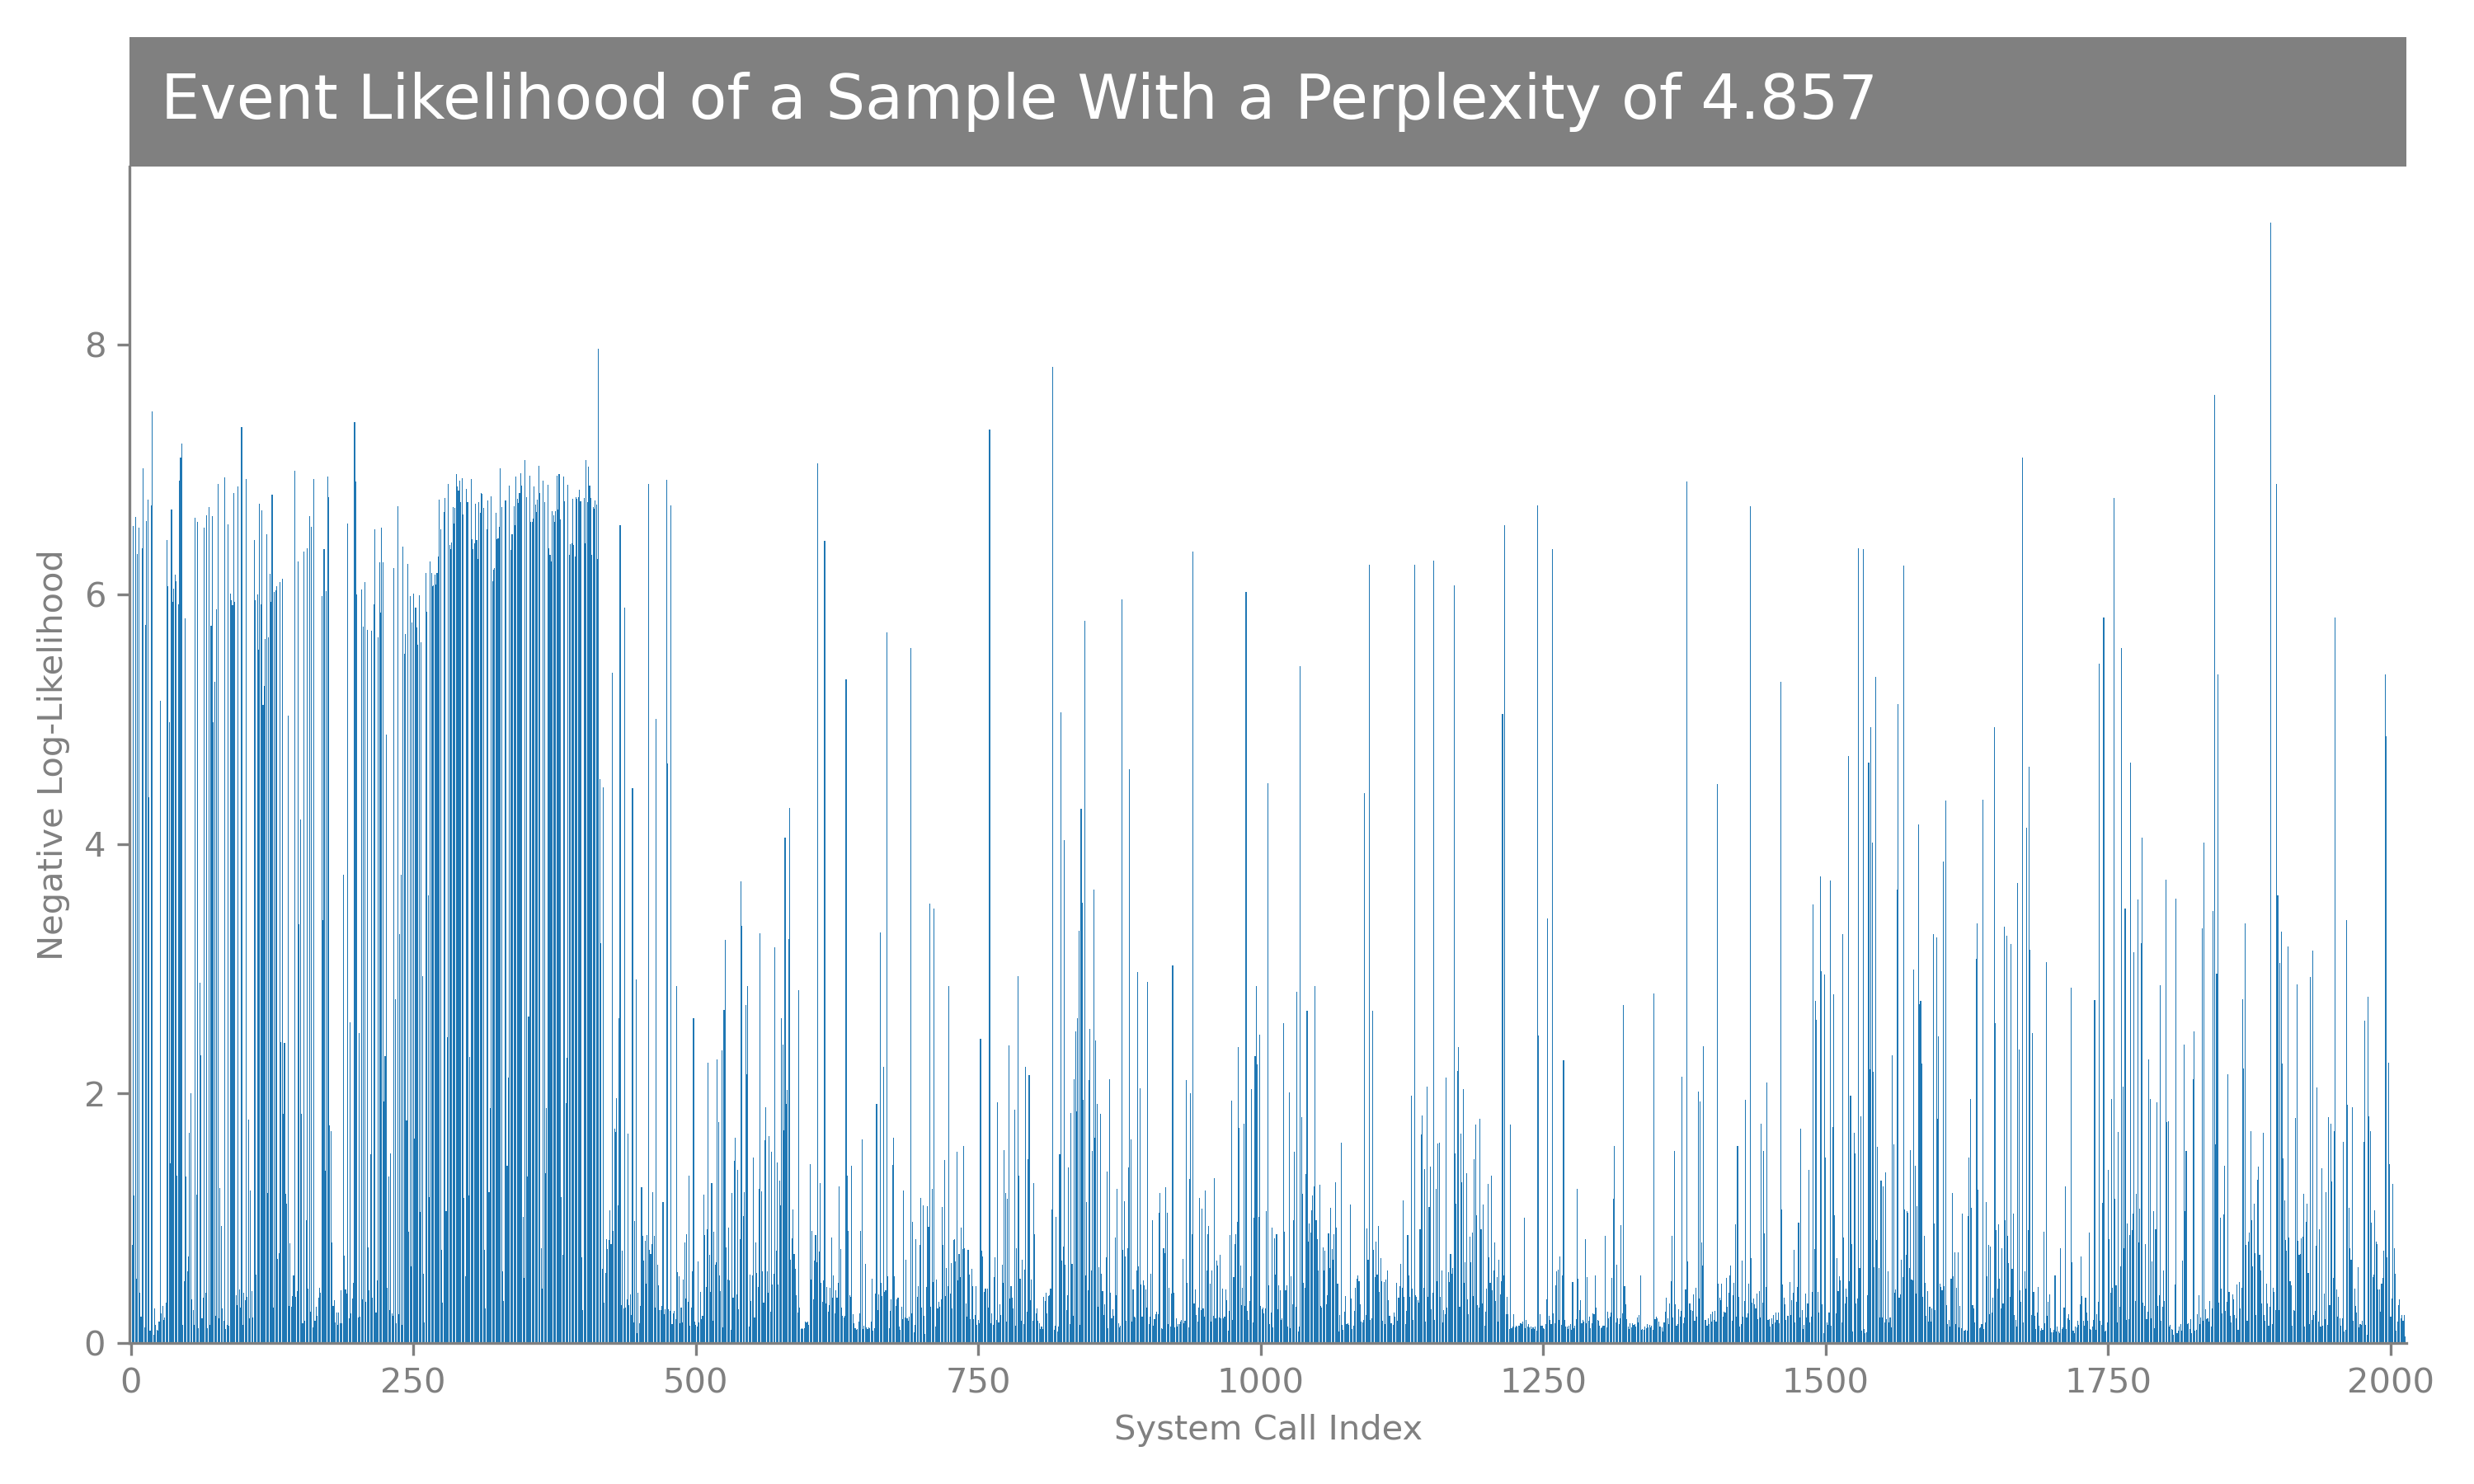 Event Likelihood of a Sample With a Perplexity of 4.857
Negative Log-Likelihood
8
6
4
2
0
0 250 500 750 1000 1250 1500 1750 2000
System Call Index